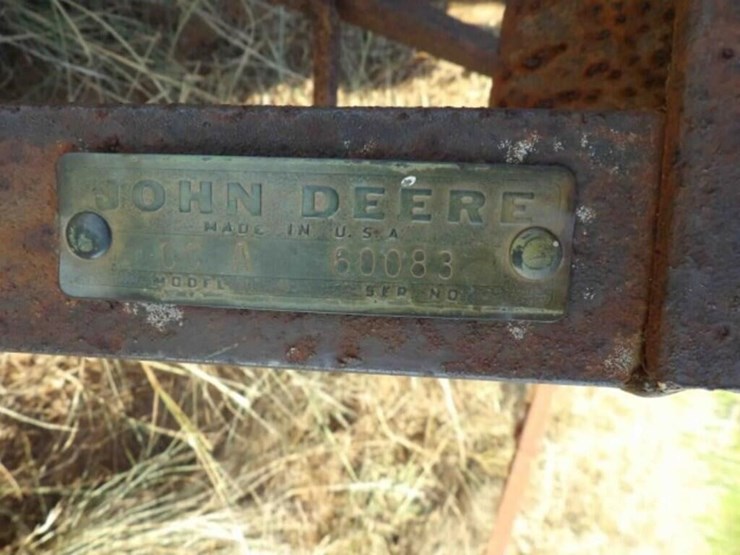 JOHN DEERE
MADE IN U.S.A
A 60083
MODEL SER NO